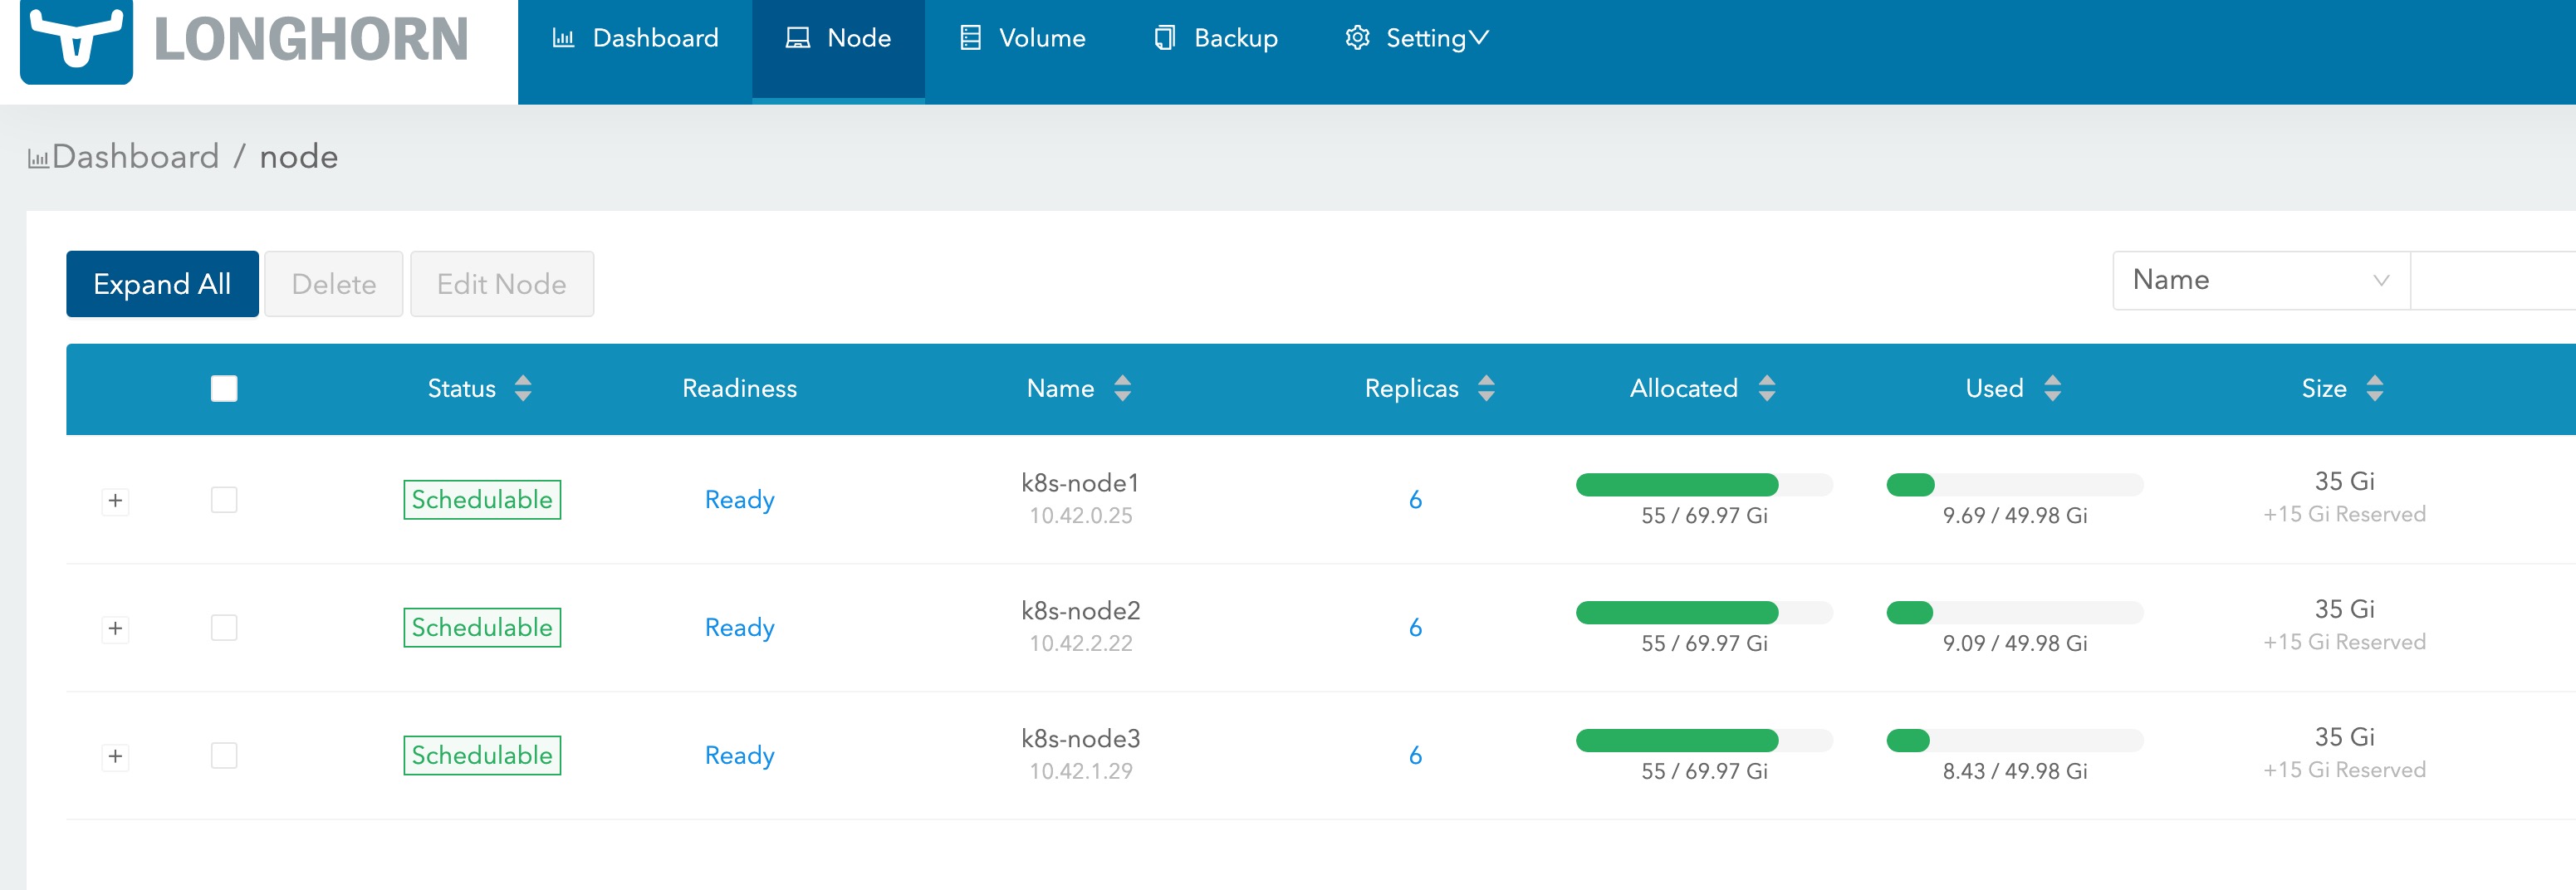 LONGHORN Dashboard Node Volume Backup Setting
Dashboard / node
Expand All Delete Edit Node Name
Status Readiness Name Replicas Allocated Used Size
Schedulable Ready k8s-node1 6 35 Gi
10.42.0.25 55 / 69.97 Gi 9.69 / 49.98 Gi +15 Gi Reserved
Schedulable Ready k8s-node2 6 35 Gi
10.42.2.22 55 / 69.97 Gi 9.09 / 49.98 Gi +15 Gi Reserved
Schedulable Ready k8s-node3 6 35 Gi
10.42.1.29 55 / 69.97 Gi 8.43 / 49.98 Gi +15 Gi Reserved